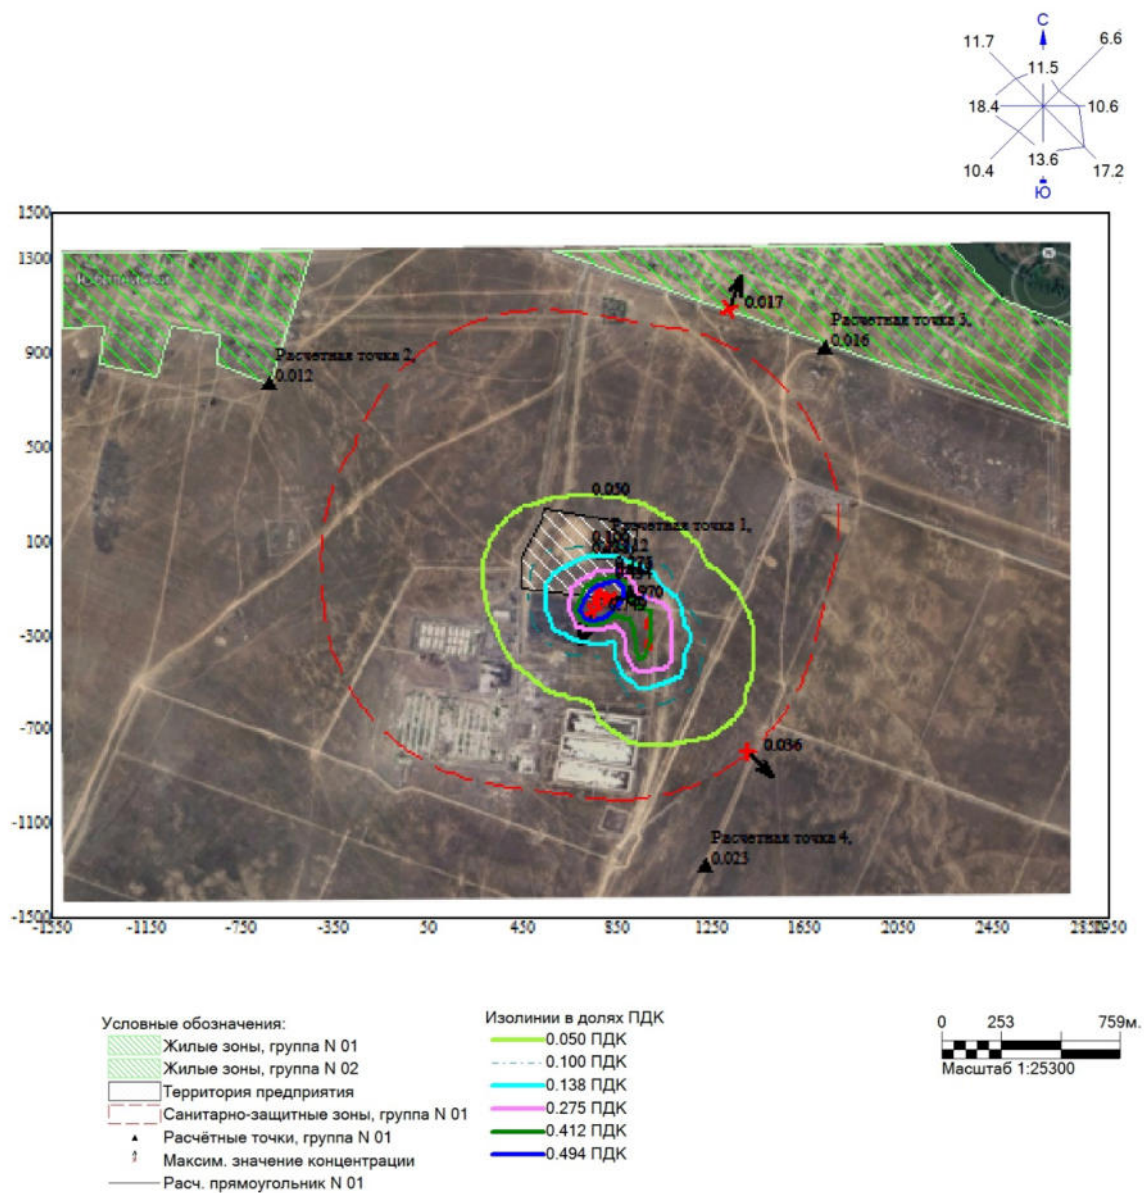 С
11.7
6.6
11.5
18.4
10.6
13.6
10.4
17.2
Ю
1500
1300
0.017
Расчетная точка 3,
0.016
900
Расчетная точка 2,
0.012
500
0.050
Расчетная точка 1,
100
-300
-700
0.036
-1100
Расчетная точка 4,
0.023
-1500
-1550 -1150 -750 -350 50 450 850 1250 1650 2050 2450 2950
Условные обозначения:
Жилые зоны, группа N 01
Жилые зоны, группа N 02
Территория предприятия
Санитарно-защитные зоны, группа N 01
Расчётные точки, группа N 01
Максим. значение концентрации
Расч. прямоугольник N 01
Изолинии в долях ПДК
0.050 ПДК
0.100 ПДК
0.138 ПДК
0.275 ПДК
0.412 ПДК
0.494 ПДК
0 253 759м.
Масштаб 1:25300